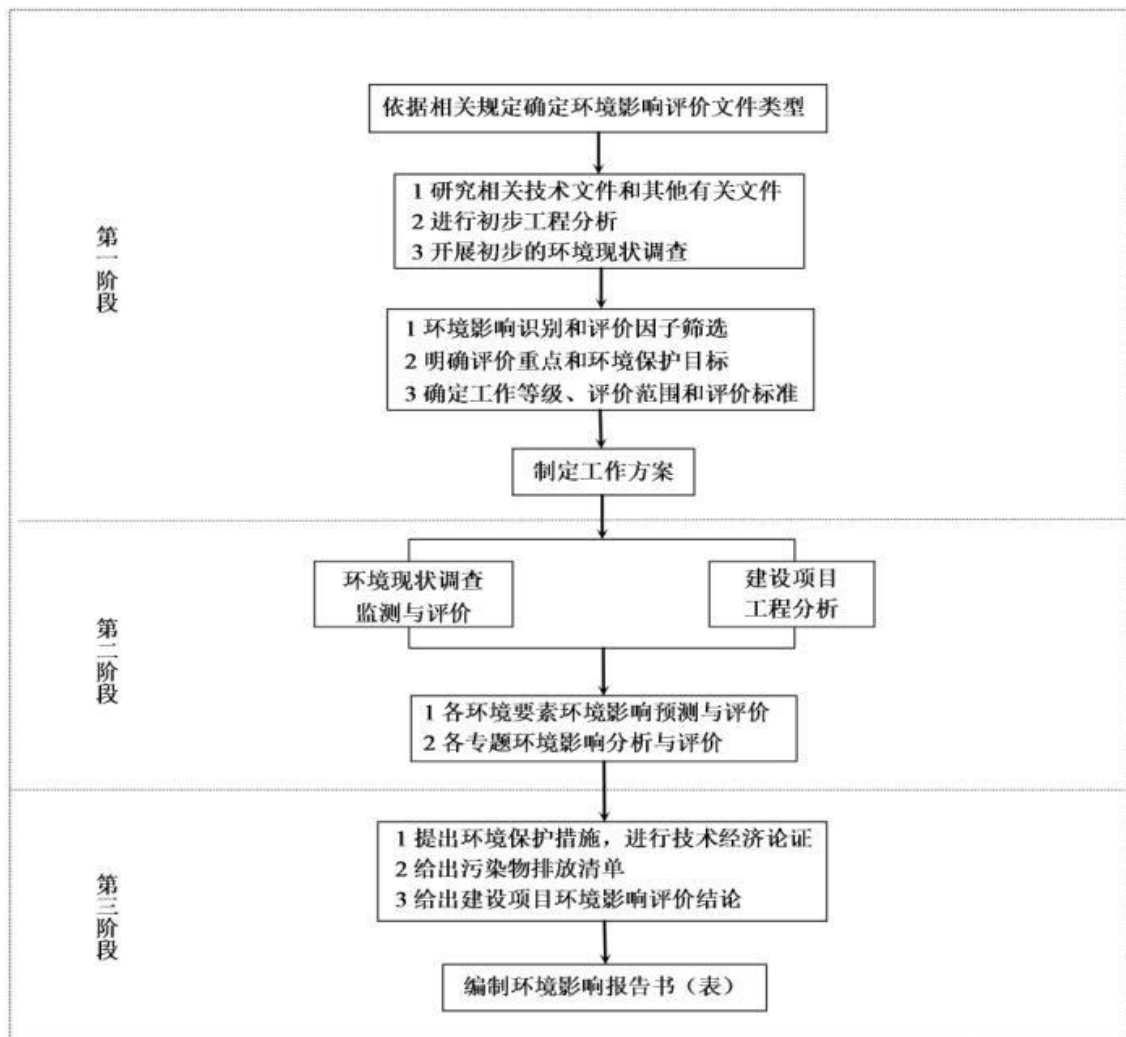 依据相关规定确定环境影响评价文件类型
1 研究相关技术文件和其他有关文件
2 进行初步工程分析
3 开展初步的环境现状调查
第一阶段
1 环境影响识别和评价因子筛选
2 明确评价重点和环境保护目标
3 确定工作等级、评价范围和评价标准
制定工作方案
第二阶段
环境现状调查
监测与评价
建设项目
工程分析
1 各环境要素环境影响预测与评价
2 各专题环境影响分析与评价
第三阶段
1 提出环境保护措施，进行技术经济论证
2 给出污染物排放清单
3 给出建设项目环境影响评价结论
编制环境影响报告书（表）